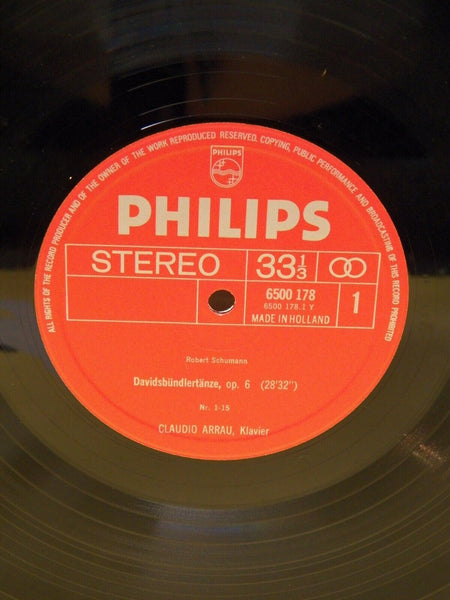 ALL RIGHTS OF THE RECORD PRODUCER AND OF THE OWNER OF THE WORK REPRODUCED RESERVED. COPYING, PUBLIC PERFORMANCE AND BROADCASTING OF THIS RECORD PROHIBITED
PHILIPS
PHILIPS
STEREO 33 1/3
6500 178
6500 178.1 Y
MADE IN HOLLAND
1
Robert Schumann
Davidsbündlertänze, op. 6 (28'32")
Nr. 1-15
CLAUDIO ARRAU, Klavier